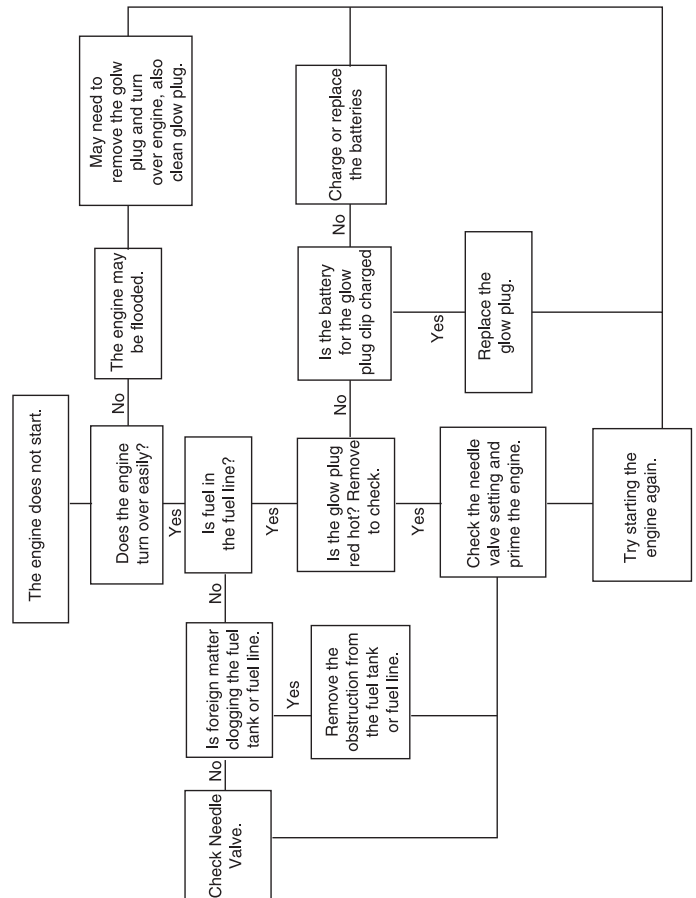 The engine does not start.
Does the engine
turn over easily?
No
The engine may
be flooded.
May need to
remove the golw
plug and turn
over engine, also
clean glow plug.
Yes
Is fuel in
the fuel line?
No
Is foreign matter
clogging the fuel
tank or fuel line.
No
Check Needle
Valve.
Yes
Remove the
obstruction from
the fuel tank
or fuel line.
Yes
Is the glow plug
red hot? Remove
to check.
No
Is the battery
for the glow
plug clip charged
No
Charge or replace
the batteries
Yes
Replace the
glow plug.
Yes
Check the needle
valve setting and
prime the engine.
Try starting the
engine again.